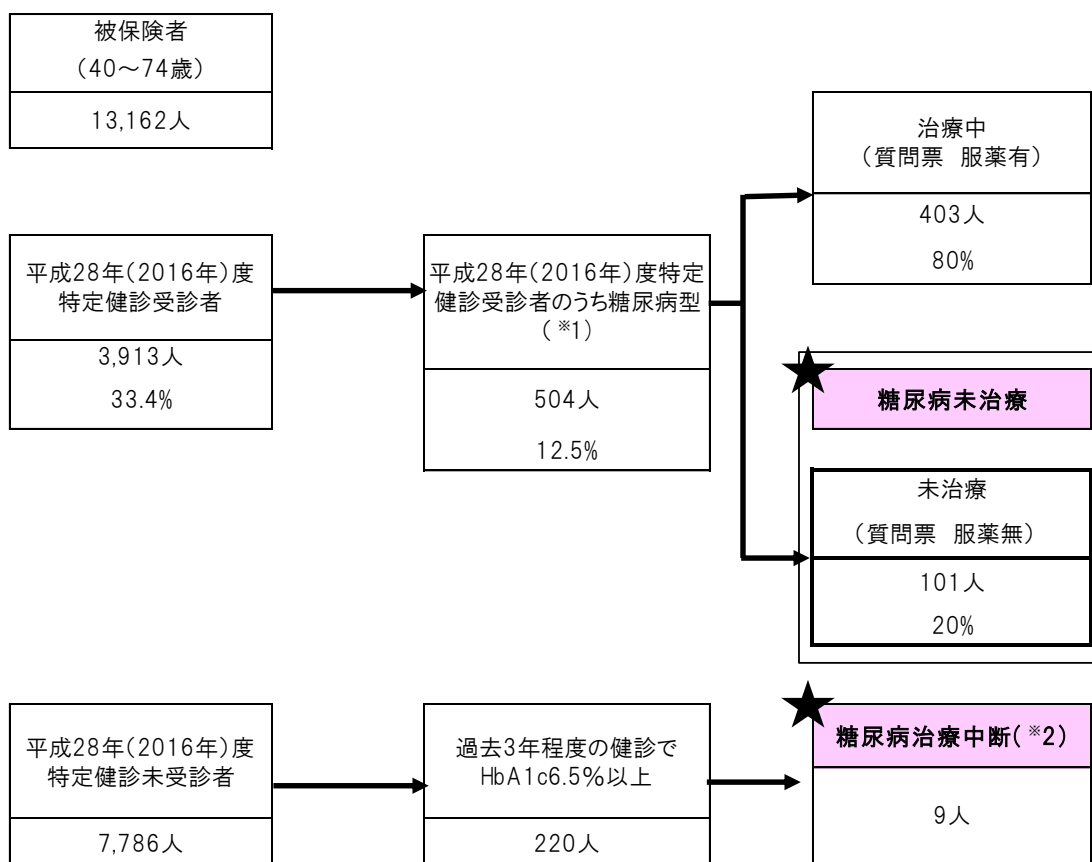 被保険者
（40～74歳）
13,162人
平成28年（2016年）度
特定健診受診者
3,913人
33.4%
平成28年（2016年）度特定
健診受診者のうち糖尿病型
（※1）
504人
12.5%
治療中
（質問票　服薬有）
403人
80%
★
糖尿病未治療
未治療
（質問票　服薬無）
101人
20%
平成28年（2016年）度
特定健診未受診者
7,786人
過去3年程度の健診で
HbA1c6.5%以上
220人
★
糖尿病治療中断（※2）
9人